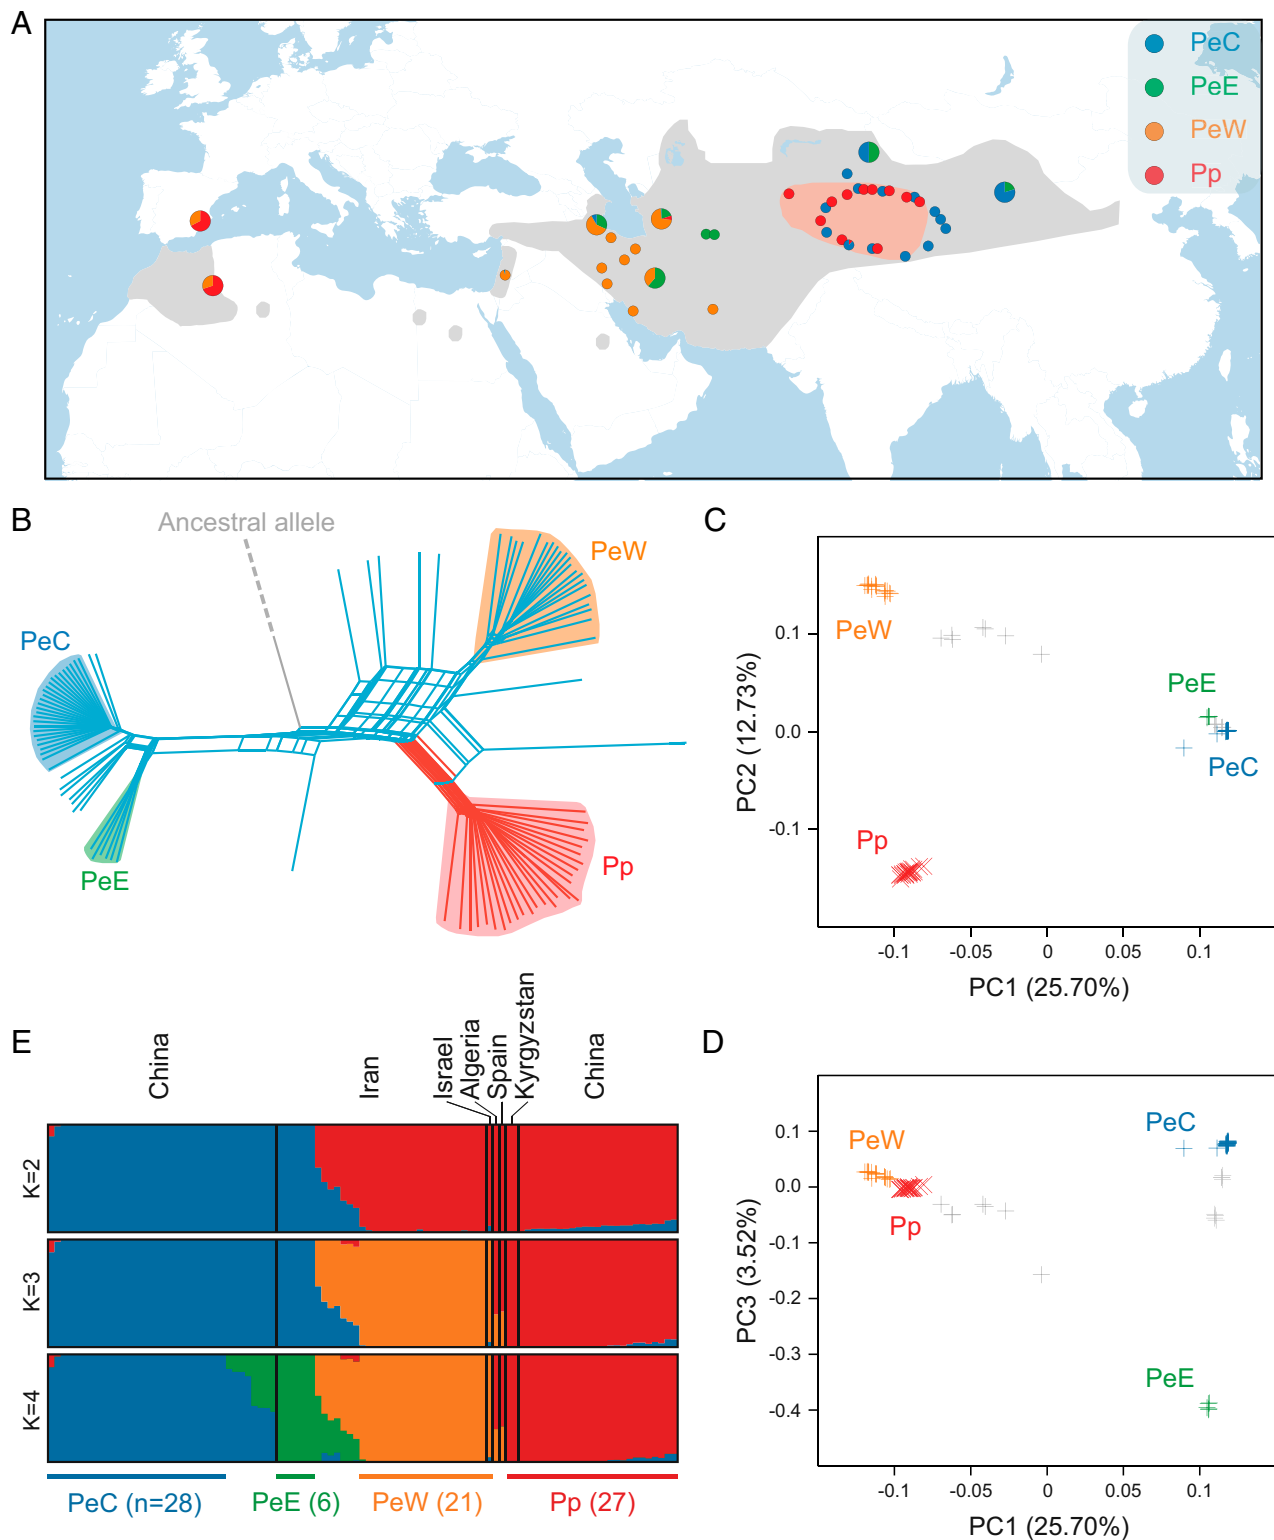 A
PeC
PeE
PeW
Pp
B
Ancestral allele
PeW
PeC
PeE
Pp
C
0.1
0.0
-0.1
PC2 (12.73%)
PeW
PeE
PeC
Pp
-0.1
-0.05
0
0.05
0.1
PC1 (25.70%)
E
China
Iran
Israel
Algeria
Spain
Kyrgyzstan
China
K=2
K=3
K=4
PeC (n=28)
PeE (6)
PeW (21)
Pp (27)
D
0.1
0.0
-0.1
-0.2
-0.3
-0.4
PC3 (3.52%)
PeW
Pp
PeC
PeE
-0.1
-0.05
0
0.05
0.1
PC1 (25.70%)